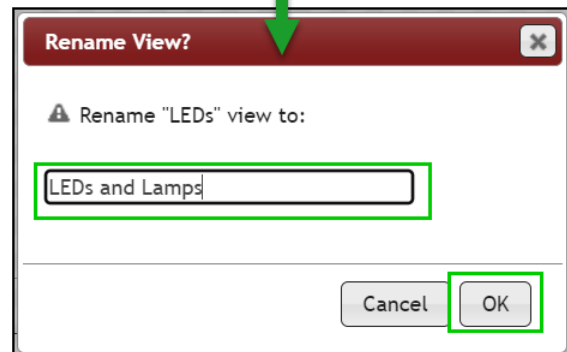 Rename View?
Rename "LEDs" view to:
LEDs and Lamps
Cancel OK